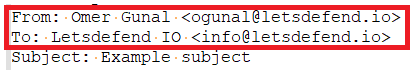 From: Omer Gunal <ogunal@letsdefend.io>
To: Letsdefend IO <info@letsdefend.io>
Subject: Example subject